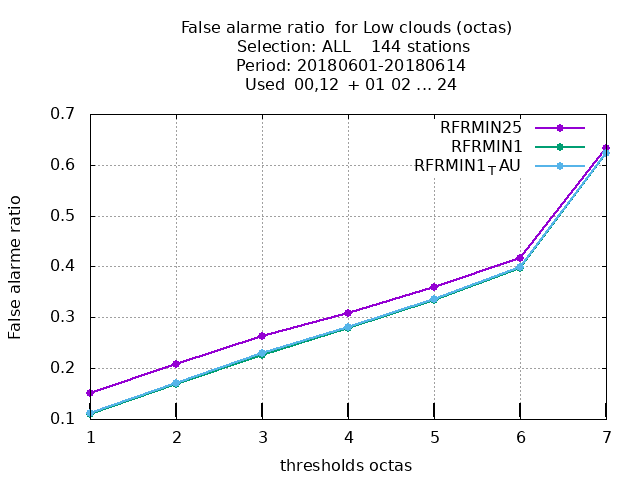 False alarme ratio  for Low clouds (octas)
Selection: ALL    144 stations
Period: 20180601-20180614
Used  00,12  + 01 02 ... 24
0.7
0.6
0.5
0.4
0.3
0.2
0.1
False alarme ratio
RFRMIN25
RFRMIN1
RFRMIN1TAU
1 2 3 4 5 6 7
thresholds octas